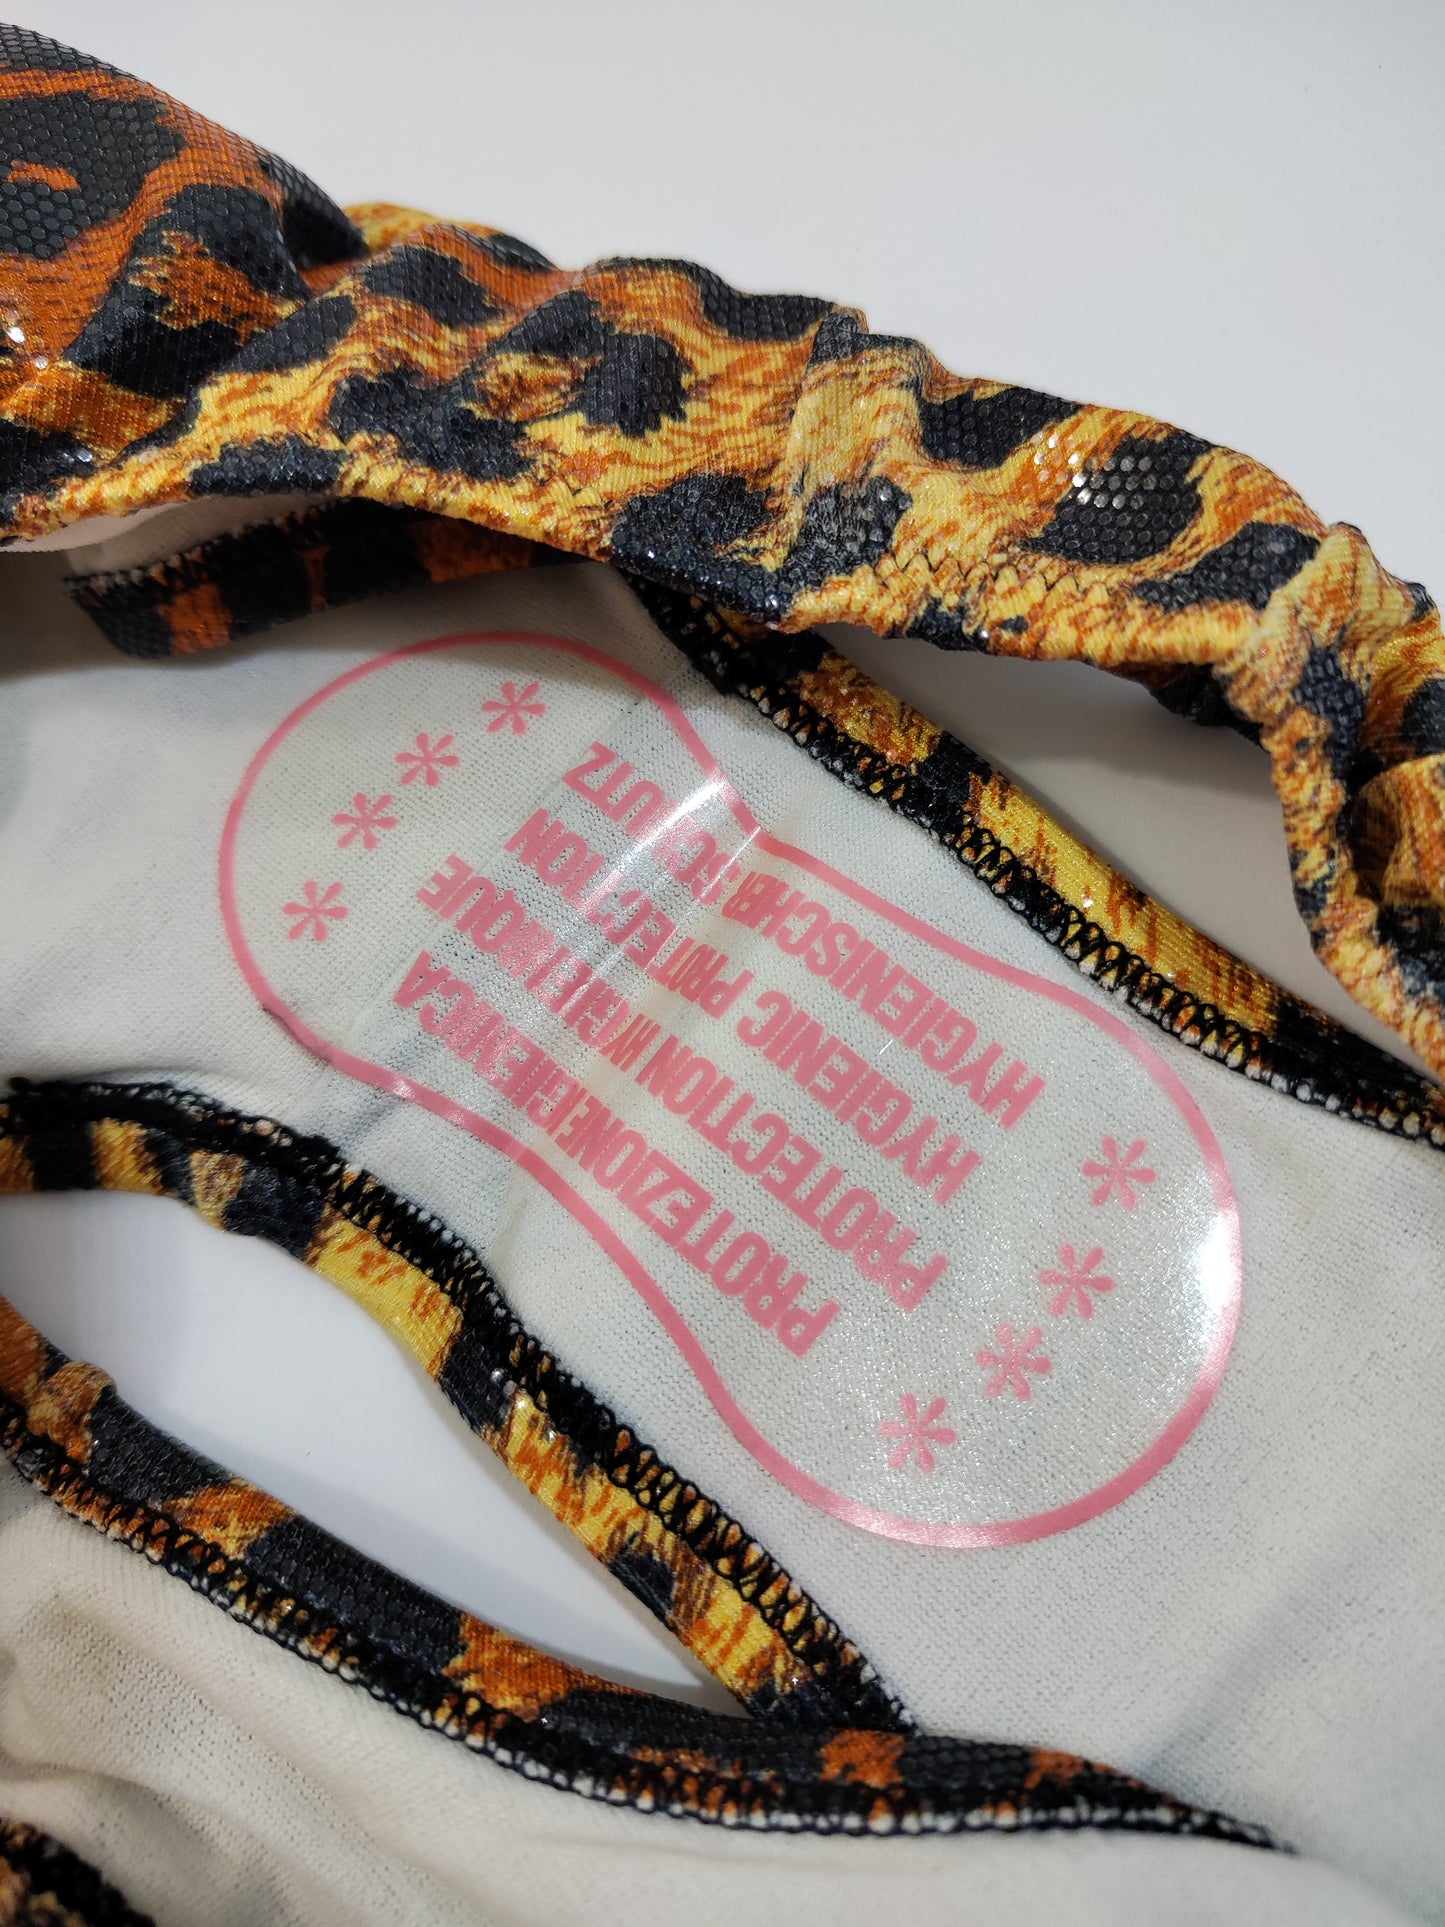 PROTEZIONE IGIENICA
PROTECTION HYGIENIQUE
HYGIENIC PROTECTION
HYGIENISCHER SCHUTZ